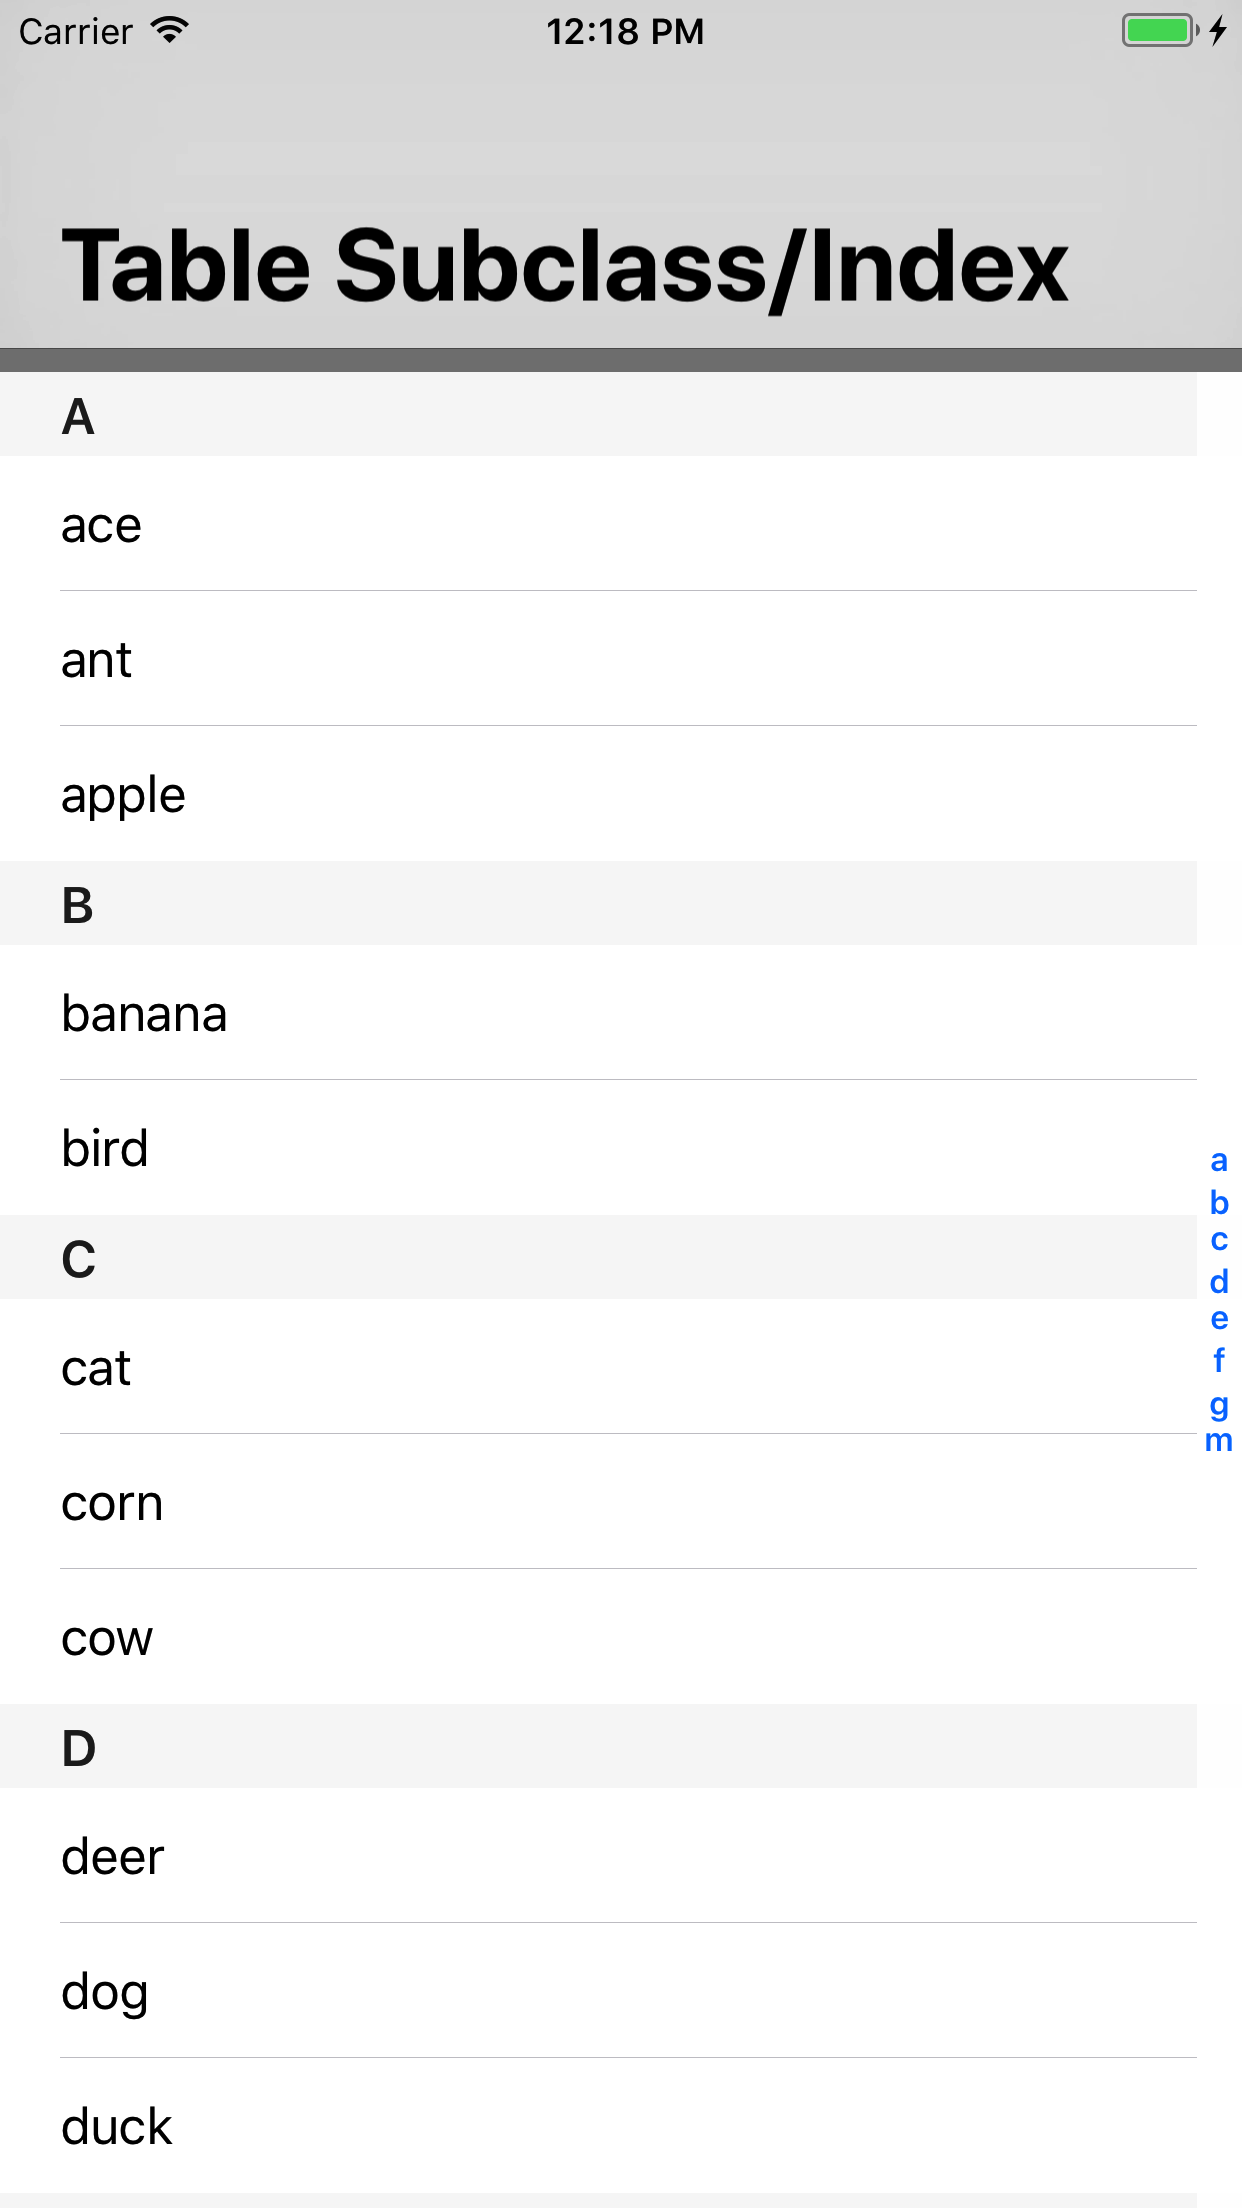 Carrier 12:18 PM
Table Subclass/Index
A
ace
ant
apple
B
banana
bird
C
cat
corn
cow
D
deer
dog
duck
a
b
c
d
e
f
g
m